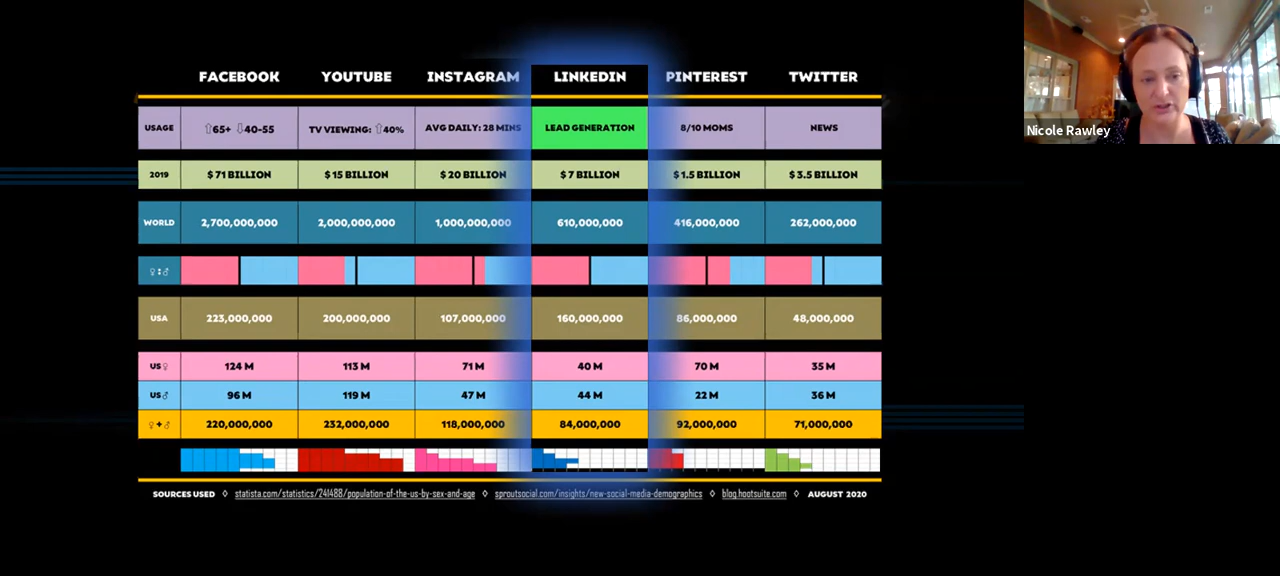 FACEBOOK YOUTUBE INSTAGRAM LINKEDIN PINTEREST TWITTER
USAGE ⇧65+ ⇩40-55 TV VIEWING: ⇧40% AVG DAILY: 28 MINS LEAD GENERATION 8/10 MOMS NEWS
2019 $ 71 BILLION $ 15 BILLION $ 20 BILLION $ 7 BILLION $ 1.5 BILLION $ 3.5 BILLION
WORLD 2,700,000,000 2,000,000,000 1,000,000,000 610,000,000 416,000,000 262,000,000
♀:♂
USA 223,000,000 200,000,000 107,000,000 160,000,000 86,000,000 48,000,000
US♀ 124 M 113 M 71 M 40 M 70 M 35 M
US♂ 96 M 119 M 47 M 44 M 22 M 36 M
♀+♂ 220,000,000 232,000,000 118,000,000 84,000,000 92,000,000 71,000,000
SOURCES USED ◊ statista.com/statistics/241488/population-of-the-us-by-sex-and-age ◊ sproutsocial.com/insights/new-social-media-demographics ◊ blog.hootsuite.com ◊ AUGUST 2020
Nicole Rawley